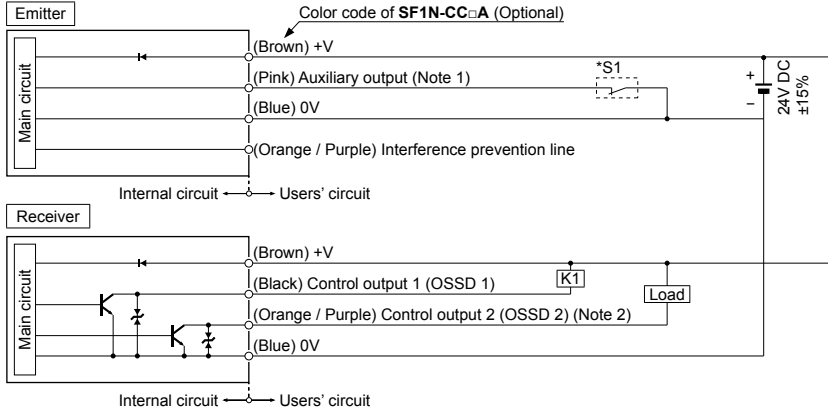 Emitter
Color code of SF1N-CC□A (Optional)
Main circuit
(Brown) +V
(Pink) Auxiliary output (Note 1)
*S1
(Blue) 0V
(Orange / Purple) Interference prevention line
+
−
24V DC
±15%
Internal circuit
Users' circuit
Receiver
Main circuit
(Brown) +V
(Black) Control output 1 (OSSD 1)
K1
Load
(Orange / Purple) Control output 2 (OSSD 2) (Note 2)
(Blue) 0V
Internal circuit
Users' circuit